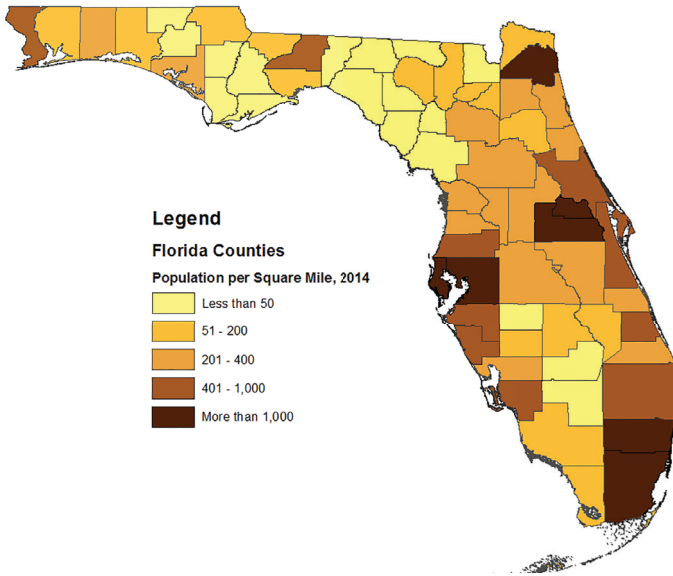 Legend
Florida Counties
Population per Square Mile, 2014
Less than 50
51 - 200
201 - 400
401 - 1,000
More than 1,000